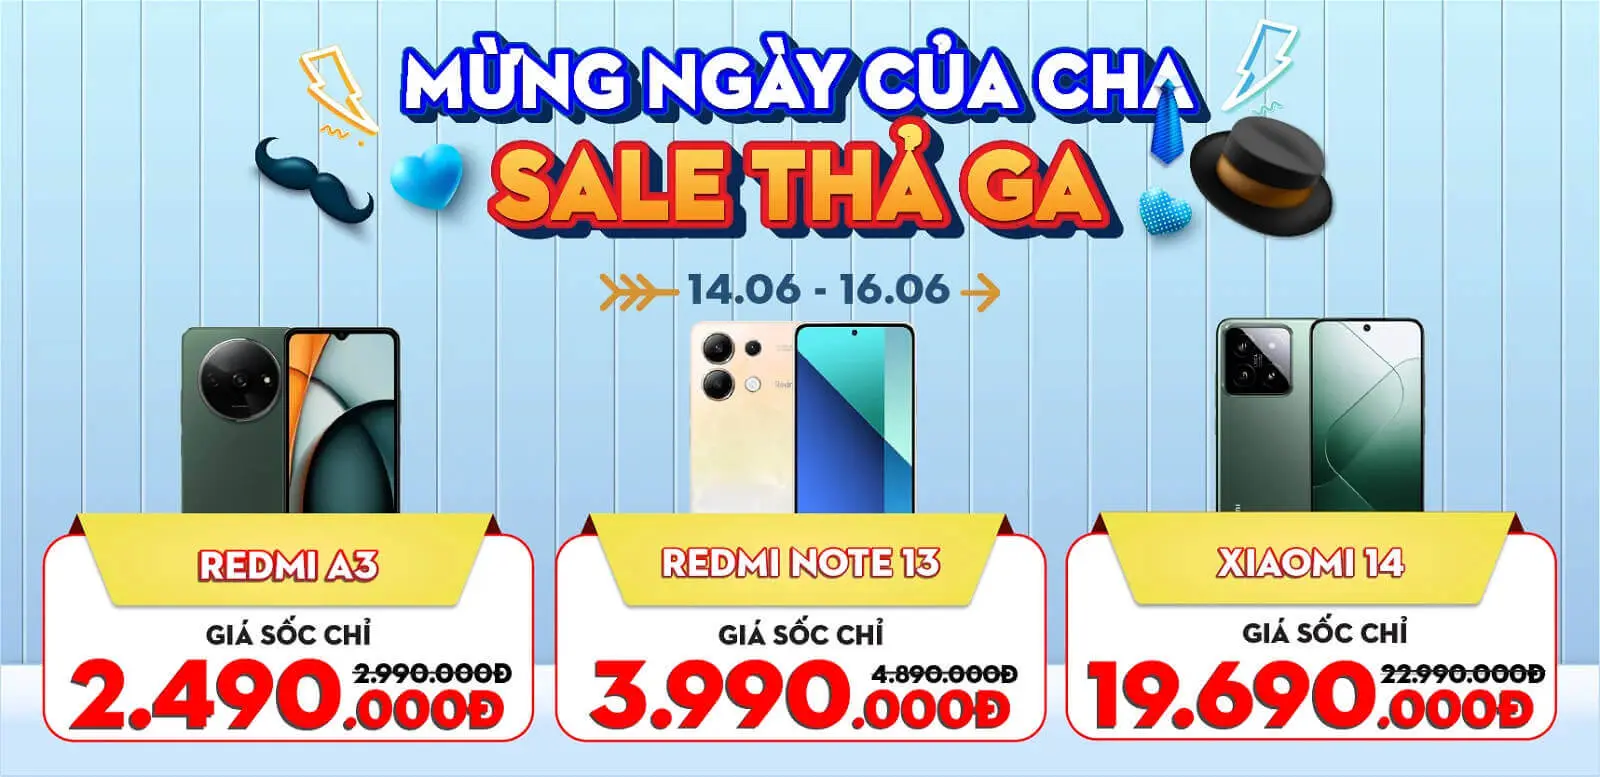 MỪNG NGÀY CỦA CHA
SALE THẢ GA
14.06 - 16.06
Redmi
REDMI A3
GIÁ SỐC CHỈ
2.990.000Đ
2.490.000Đ
REDMI NOTE 13
GIÁ SỐC CHỈ
4.890.000Đ
3.990.000Đ
XIAOMI 14
GIÁ SỐC CHỈ
22.990.000Đ
19.690.000Đ